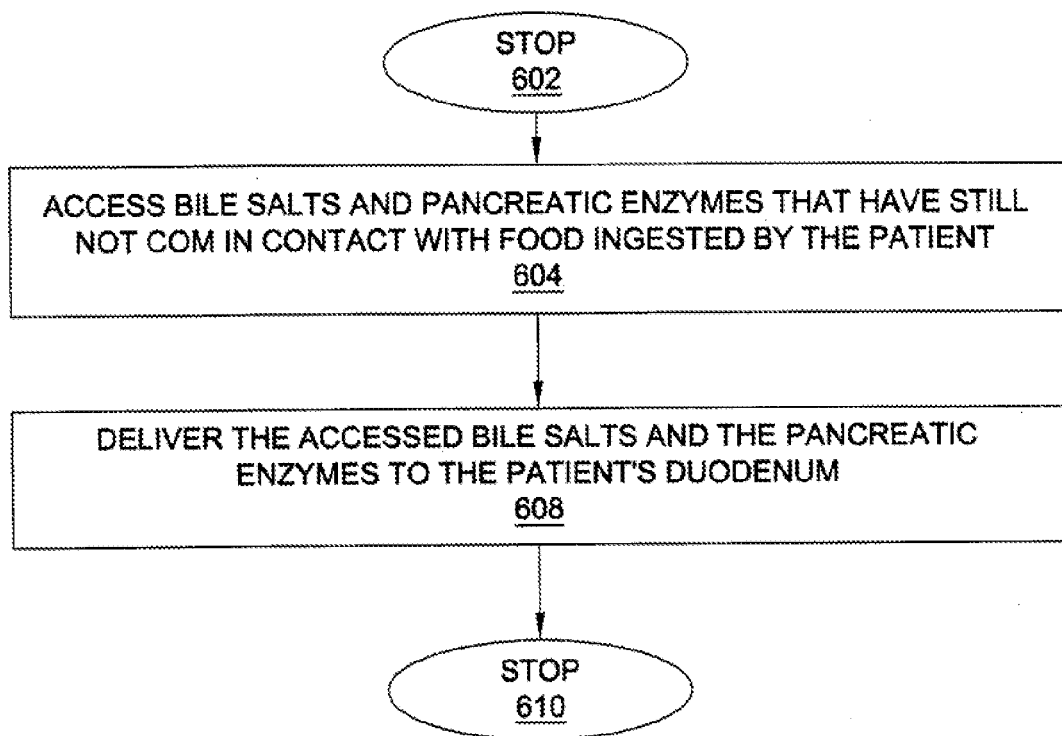 STOP
602
ACCESS BILE SALTS AND PANCREATIC ENZYMES THAT HAVE STILL
NOT COM IN CONTACT WITH FOOD INGESTED BY THE PATIENT
604
DELIVER THE ACCESSED BILE SALTS AND THE PANCREATIC
ENZYMES TO THE PATIENT'S DUODENUM
608
STOP
610